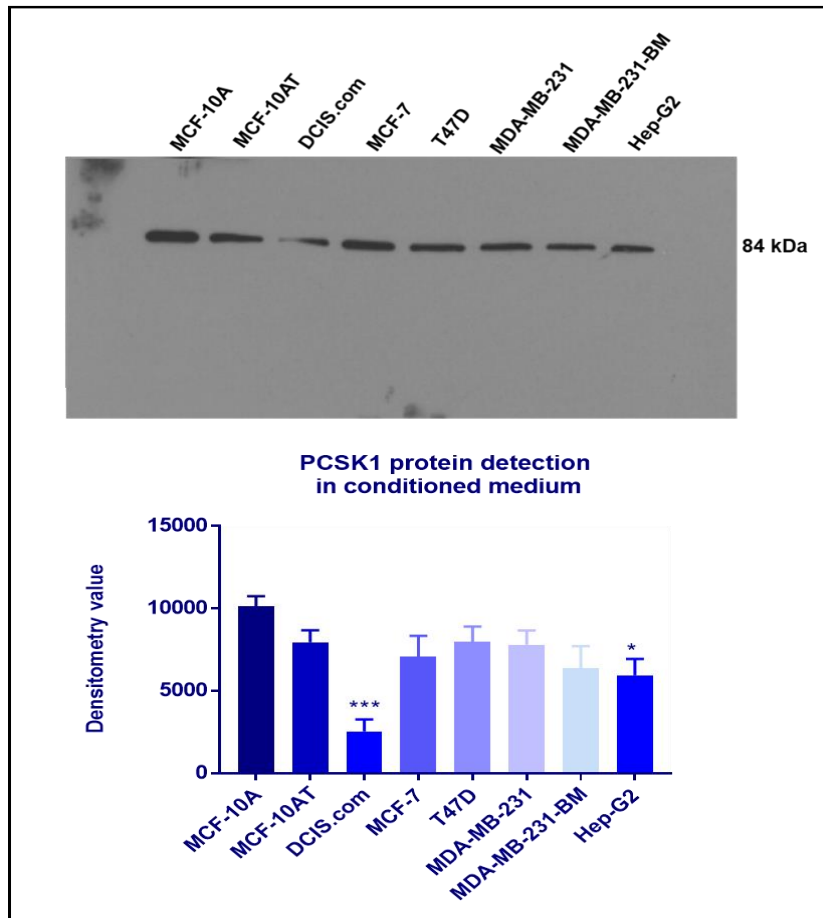 MCF-10A
MCF-10AT
DCIS.com
MCF-7
T47D
MDA-MB-231
MDA-MB-231-BM
Hep-G2
84 kDa
PCSK1 protein detection
in conditioned medium
Densitometry value
15000
10000
5000
0
***
*
MCF-10A
MCF-10AT
DCIS.com
MCF-7
T47D
MDA-MB-231
MDA-MB-231-BM
Hep-G2